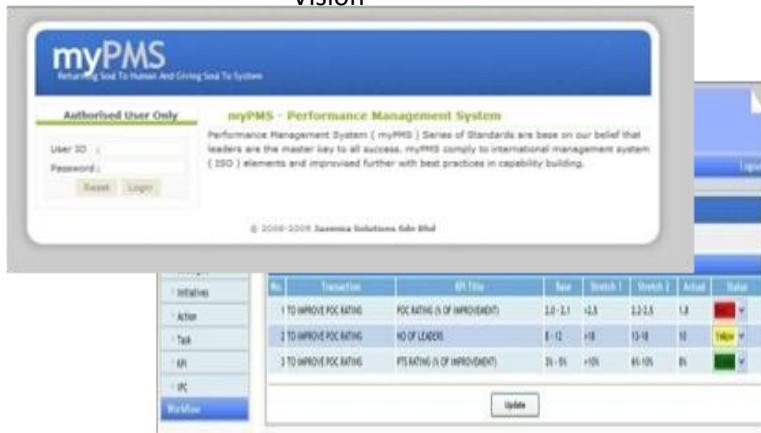 Vision
myPMS
Returning Soul To Human And Giving Soul To System
Authorised User Only
User ID :
Password :
Reset Login
myPMS - Performance Management System
Performance Management System ( myPMS ) Series of Standards are base on our belief that
leaders are the master key to all success. myPMS comply to international management system
( ISO ) elements and improvised further with best practices in capability building.
© 2008-2009 Solutions Sdn Bhd
Initiatives
Action
Task
KPI
IPC
Workflow
No. Transaction KPI Title Base Stretch 1 Stretch 2 Actual Status
1 TO IMPROVE POC RATING POC RATING (% OF IMPROVEMENT) 2.0 - 2.1 >2.5 2.2-2.5 1.8
2 TO IMPROVE POC RATING NO OF LEADERS 8 - 12 >18 13-18 10 Yellow
3 TO IMPROVE POC RATING PTS RATING (% OF IMPROVEMENT) 3% - 5% >10% 6%-10% 8%
Update